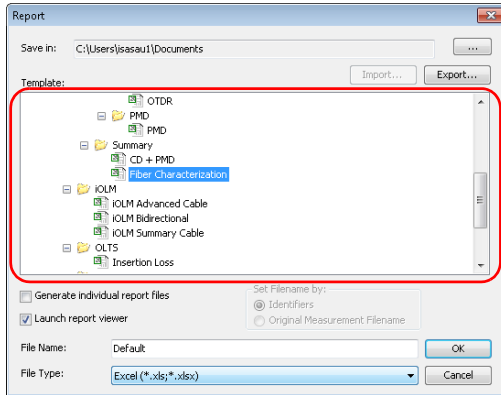 Report
Save in: C:\Users\isasau1\Documents ...
Template: Import... Export...
OTDR
PMD
PMD
Summary
CD + PMD
Fiber Characterization
iOLM
iOLM Advanced Cable
iOLM Bidirectional
iOLM Summary Cable
OLTS
Insertion Loss
Generate individual report files
Set Filename by:
Identifiers
Launch report viewer
Original Measurement Filename
File Name: Default OK
File Type: Excel (*.xls;*.xlsx) Cancel